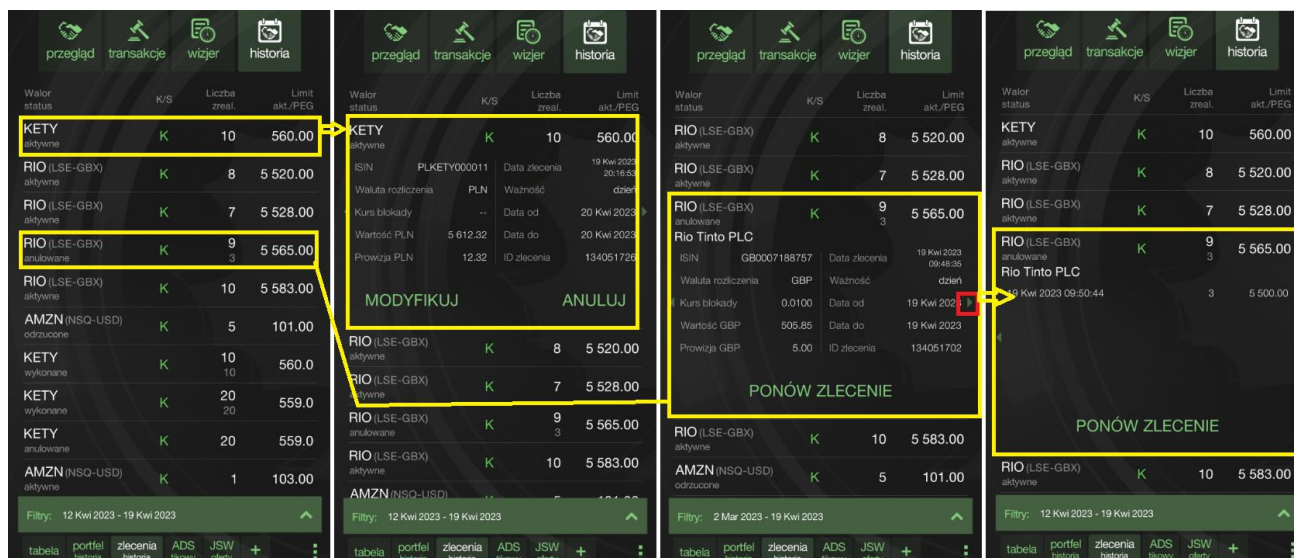 przegląd transakcje wizjer historia
Walor status K/S Liczba zreal. Limit akt./PEG
KETY K 10 560.00
aktywne
RIO (LSE-GBX) K 8 5 520.00
aktywne
RIO (LSE-GBX) K 7 5 528.00
aktywne
RIO (LSE-GBX) K 9 5 565.00
anulowane 3
RIO (LSE-GBX) K 10 5 583.00
aktywne
AMZN (NSQ-USD) K 5 101.00
odrzucone
KETY K 10 560.0
wykonane 10
KETY K 20 559.0
wykonane 20
KETY K 20 559.0
anulowane
AMZN (NSQ-USD) K 1 103.00
aktywne
Filtry: 12 Kwi 2023 - 19 Kwi 2023
tabela portfel historia zlecenia historia ADS tikowy JSW oferty +
przegląd transakcje wizjer historia
Walor status K/S Liczba zreal. Limit akt./PEG
KETY K 10 560.00
aktywne
ISIN PLKETY000011 Data zlecenia 19 Kwi 2023 20:16:53
Waluta rozliczenia PLN Ważność dzień
Kurs blokady -- Data od 20 Kwi 2023
Wartość PLN 5 612.32 Data do 20 Kwi 2023
Prowizja PLN 12.32 ID zlecenia 134051726
MODYFIKUJ ANULUJ
RIO (LSE-GBX) K 8 5 520.00
aktywne
RIO (LSE-GBX) K 7 5 528.00
aktywne
RIO (LSE-GBX) K 9 5 565.00
anulowane 3
RIO (LSE-GBX) K 10 5 583.00
aktywne
AMZN (NSQ-USD)
Filtry: 12 Kwi 2023 - 19 Kwi 2023
tabela portfel historia zlecenia historia ADS tikowy JSW oferty +
przegląd transakcje wizjer historia
Walor status K/S Liczba zreal. Limit akt./PEG
RIO (LSE-GBX) K 8 5 520.00
aktywne
RIO (LSE-GBX) K 7 5 528.00
aktywne
RIO (LSE-GBX) K 9 5 565.00
anulowane 3
Rio Tinto PLC
ISIN GB0007188757 Data zlecenia 19 Kwi 2023 09:48:35
Waluta rozliczenia GBP Ważność dzień
Kurs blokady 0.0100 Data od 19 Kwi 2023
Wartość GBP 505.85 Data do 19 Kwi 2023
Prowizja GBP 5.00 ID zlecenia 134051702
PONÓW ZLECENIE
RIO (LSE-GBX) K 10 5 583.00
aktywne
AMZN (NSQ-USD) K 5 101.00
odrzucone
Filtry: 2 Mar 2023 - 19 Kwi 2023
tabela portfel historia zlecenia historia ADS tikowy JSW oferty +
przegląd transakcje wizjer historia
Walor status K/S Liczba zreal. Limit akt./PEG
KETY K 10 560.00
aktywne
RIO (LSE-GBX) K 8 5 520.00
aktywne
RIO (LSE-GBX) K 7 5 528.00
aktywne
RIO (LSE-GBX) K 9 5 565.00
anulowane 3
Rio Tinto PLC
19 Kwi 2023 09:50:44 3 5 500.00
PONÓW ZLECENIE
RIO (LSE-GBX) K 10 5 583.00
aktywne
Filtry: 12 Kwi 2023 - 19 Kwi 2023
tabela portfel historia zlecenia historia ADS tikowy JSW oferty +